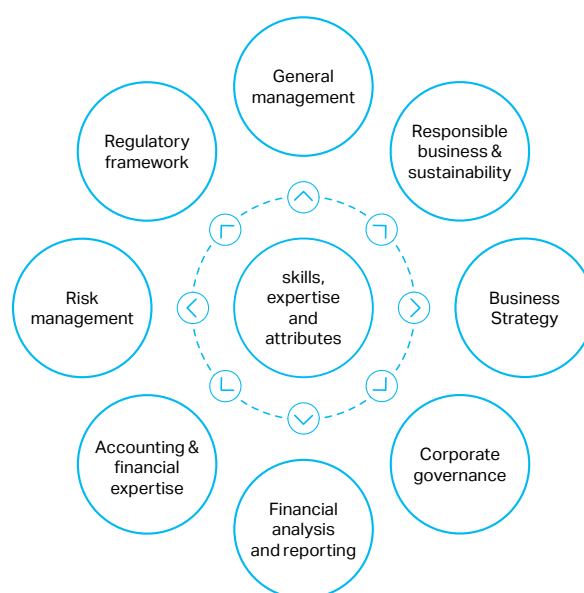 General
management
Responsible
business &
sustainability
Regulatory
framework
skills,
expertise
and
attributes
Risk
management
Business
Strategy
Accounting &
financial
expertise
Corporate
governance
Financial
analysis
and reporting